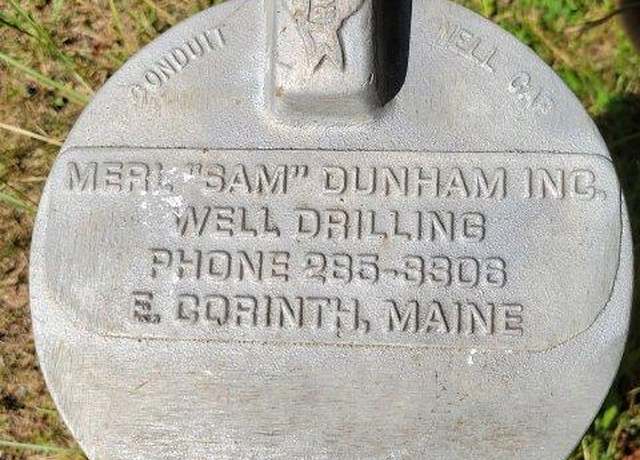 CONDUIT WELL CAP
MERL "SAM" DUNHAM INC.
WELL DRILLING
PHONE 285-3308
E. CORINTH, MAINE